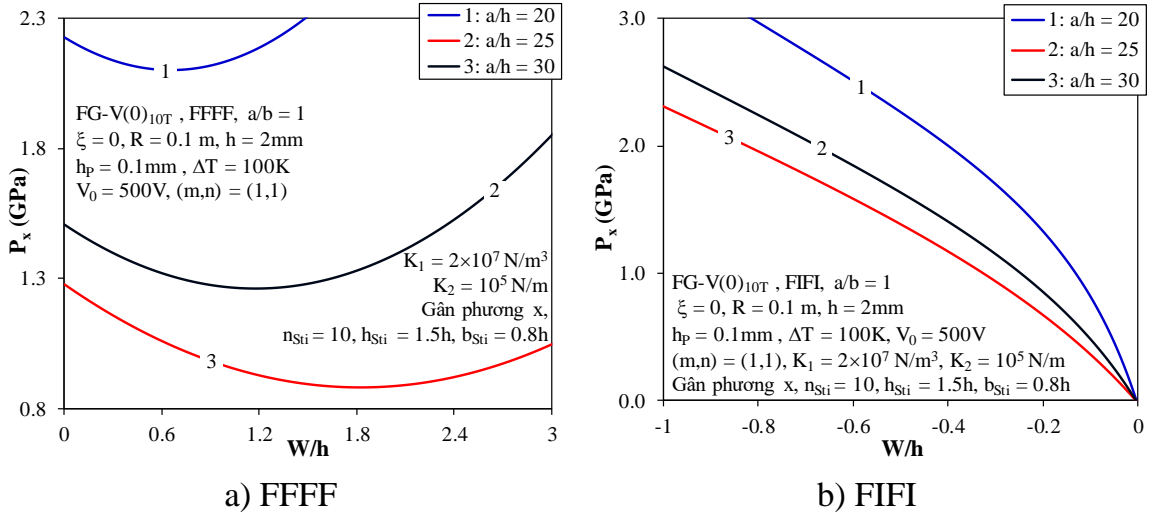 2.3
1.8
1.3
0.8
0
0.6
1.2
1.8
2.4
3
P_x (GPa)
W/h
1: a/h = 20
2: a/h = 25
3: a/h = 30
1
2
3
FG-V(0)_10T , FFFF, a/b = 1
ξ = 0, R = 0.1 m, h = 2mm
h_P = 0.1mm , ΔT = 100K
V_0 = 500V, (m,n) = (1,1)
K_1 = 2×10^7 N/m^3
K_2 = 10^5 N/m
Gân phương x,
n_Sti = 10, h_Sti = 1.5h, b_Sti = 0.8h
a) FFFF
3.0
2.0
1.0
0.0
-1
-0.8
-0.6
-0.4
-0.2
0
P_x (GPa)
W/h
1: a/h = 20
2: a/h = 25
3: a/h = 30
1
2
3
FG-V(0)_10T , FIFI, a/b = 1
ξ = 0, R = 0.1 m, h = 2mm
h_P = 0.1mm , ΔT = 100K, V_0 = 500V
(m,n) = (1,1), K_1 = 2×10^7 N/m^3, K_2 = 10^5 N/m
Gân phương x, n_Sti = 10, h_Sti = 1.5h, b_Sti = 0.8h
b) FIFI